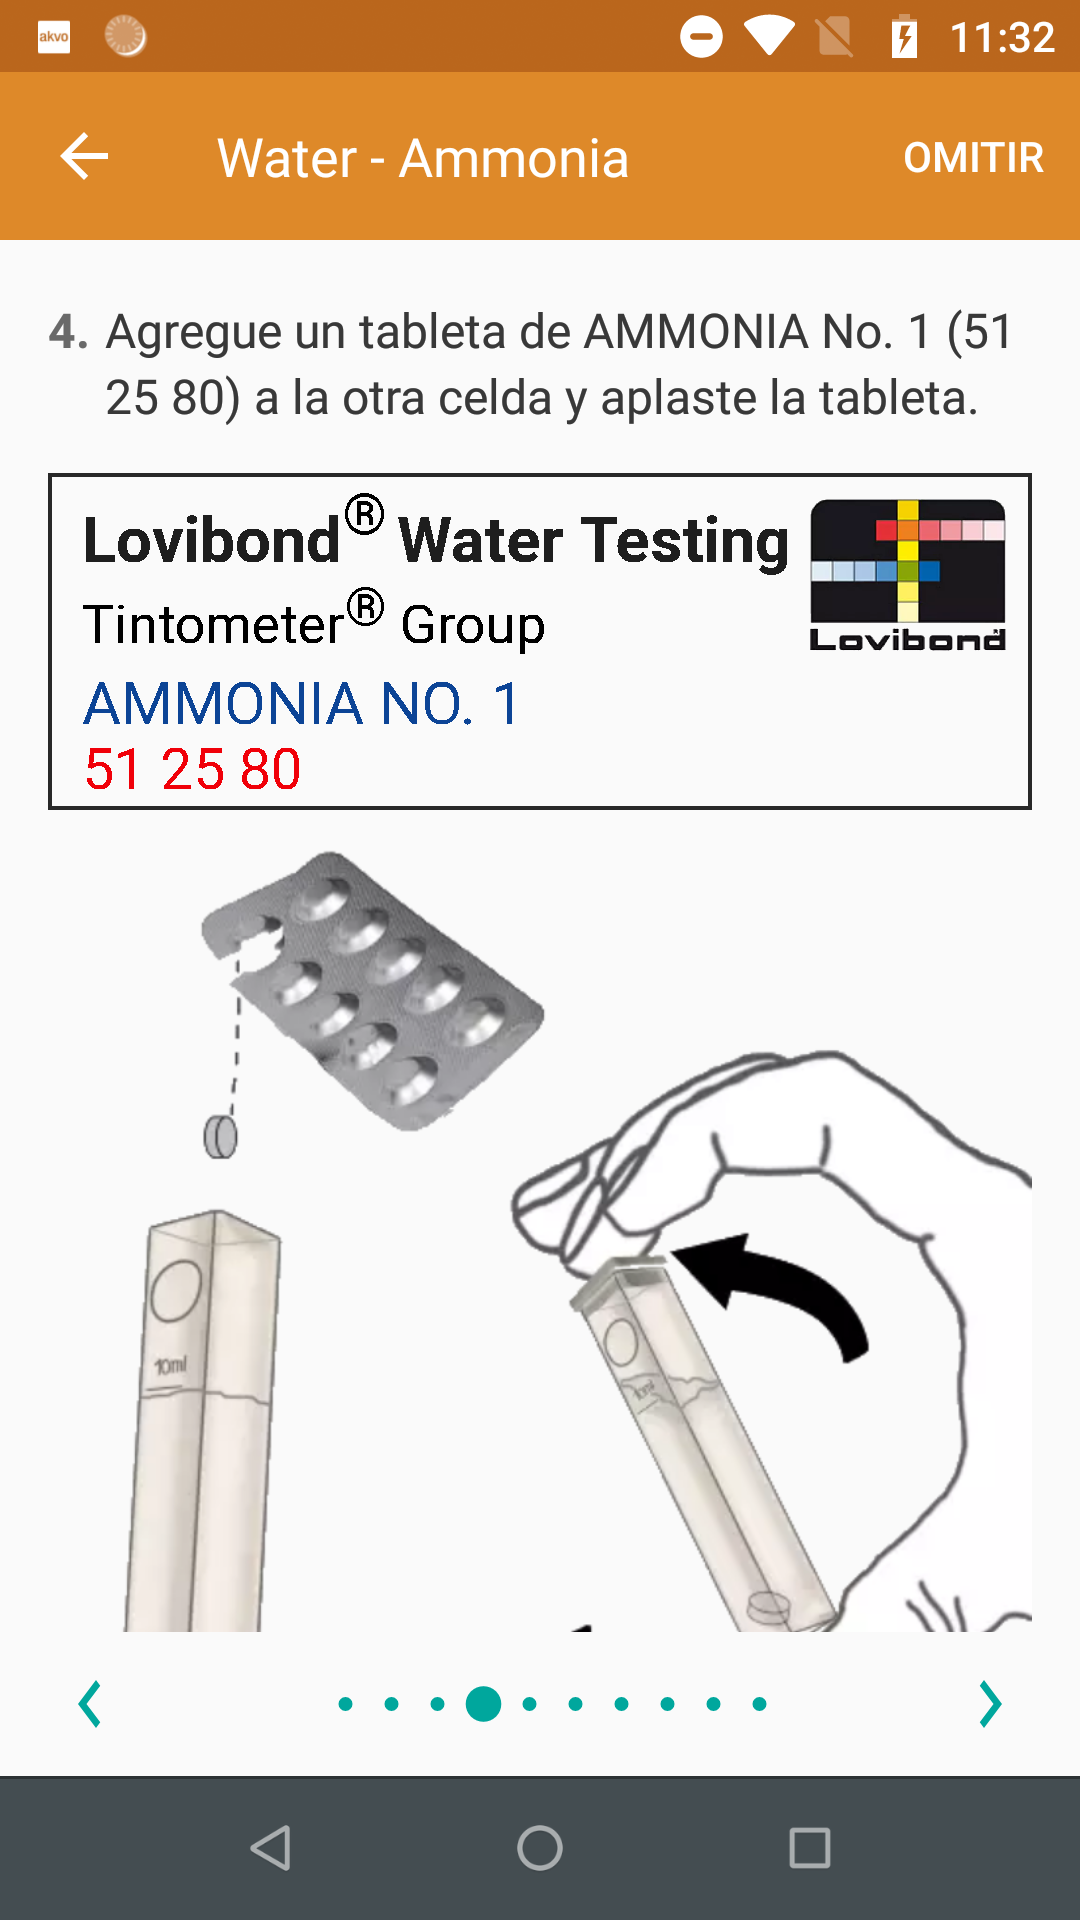 akvo
11:32
Water - Ammonia
OMITIR
4. Agregue un tableta de AMMONIA No. 1 (51
25 80) a la otra celda y aplaste la tableta.
Lovibond® Water Testing
Tintometer® Group
Lovibond
AMMONIA NO. 1
51 25 80
10ml
10ml